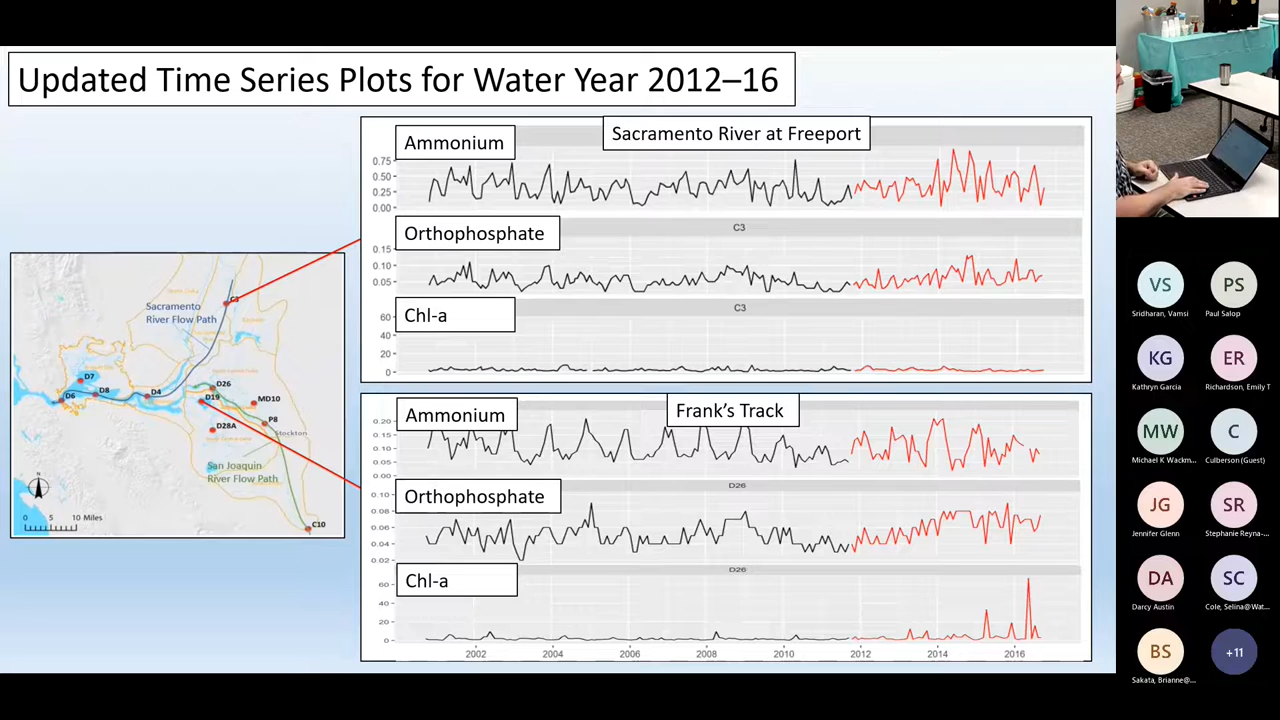 Updated Time Series Plots for Water Year 2012–16
Ammonium
Sacramento River at Freeport
0.75
0.50
0.25
0.00
Orthophosphate
C3
0.15
0.10
0.05
Chl-a
C3
60
40
20
0
Ammonium
Frank's Track
0.20
0.15
0.10
0.05
0.00
Orthophosphate
D26
0.10
0.08
0.06
0.04
0.02
Chl-a
D26
60
40
20
0
2002
2004
2006
2008
2010
2012
2014
2016
Sacramento
River Flow Path
C3
D7
D6
D8
D4
D26
D19
MD10
P8
D28A
Stockton
San Joaquin
River Flow Path
N
0 5 10 Miles
C10
VS
Sridharan, Vamsi
PS
Paul Salop
KG
Kathryn Garcia
ER
Richardson, Emily T
MW
Michael K Wackm...
C
Culberson (Guest)
JG
Jennifer Glenn
SR
Stephanie Reyna-...
DA
Darcy Austin
SC
Cole, Selina@Wat...
BS
Sakata, Brianne@...
+11